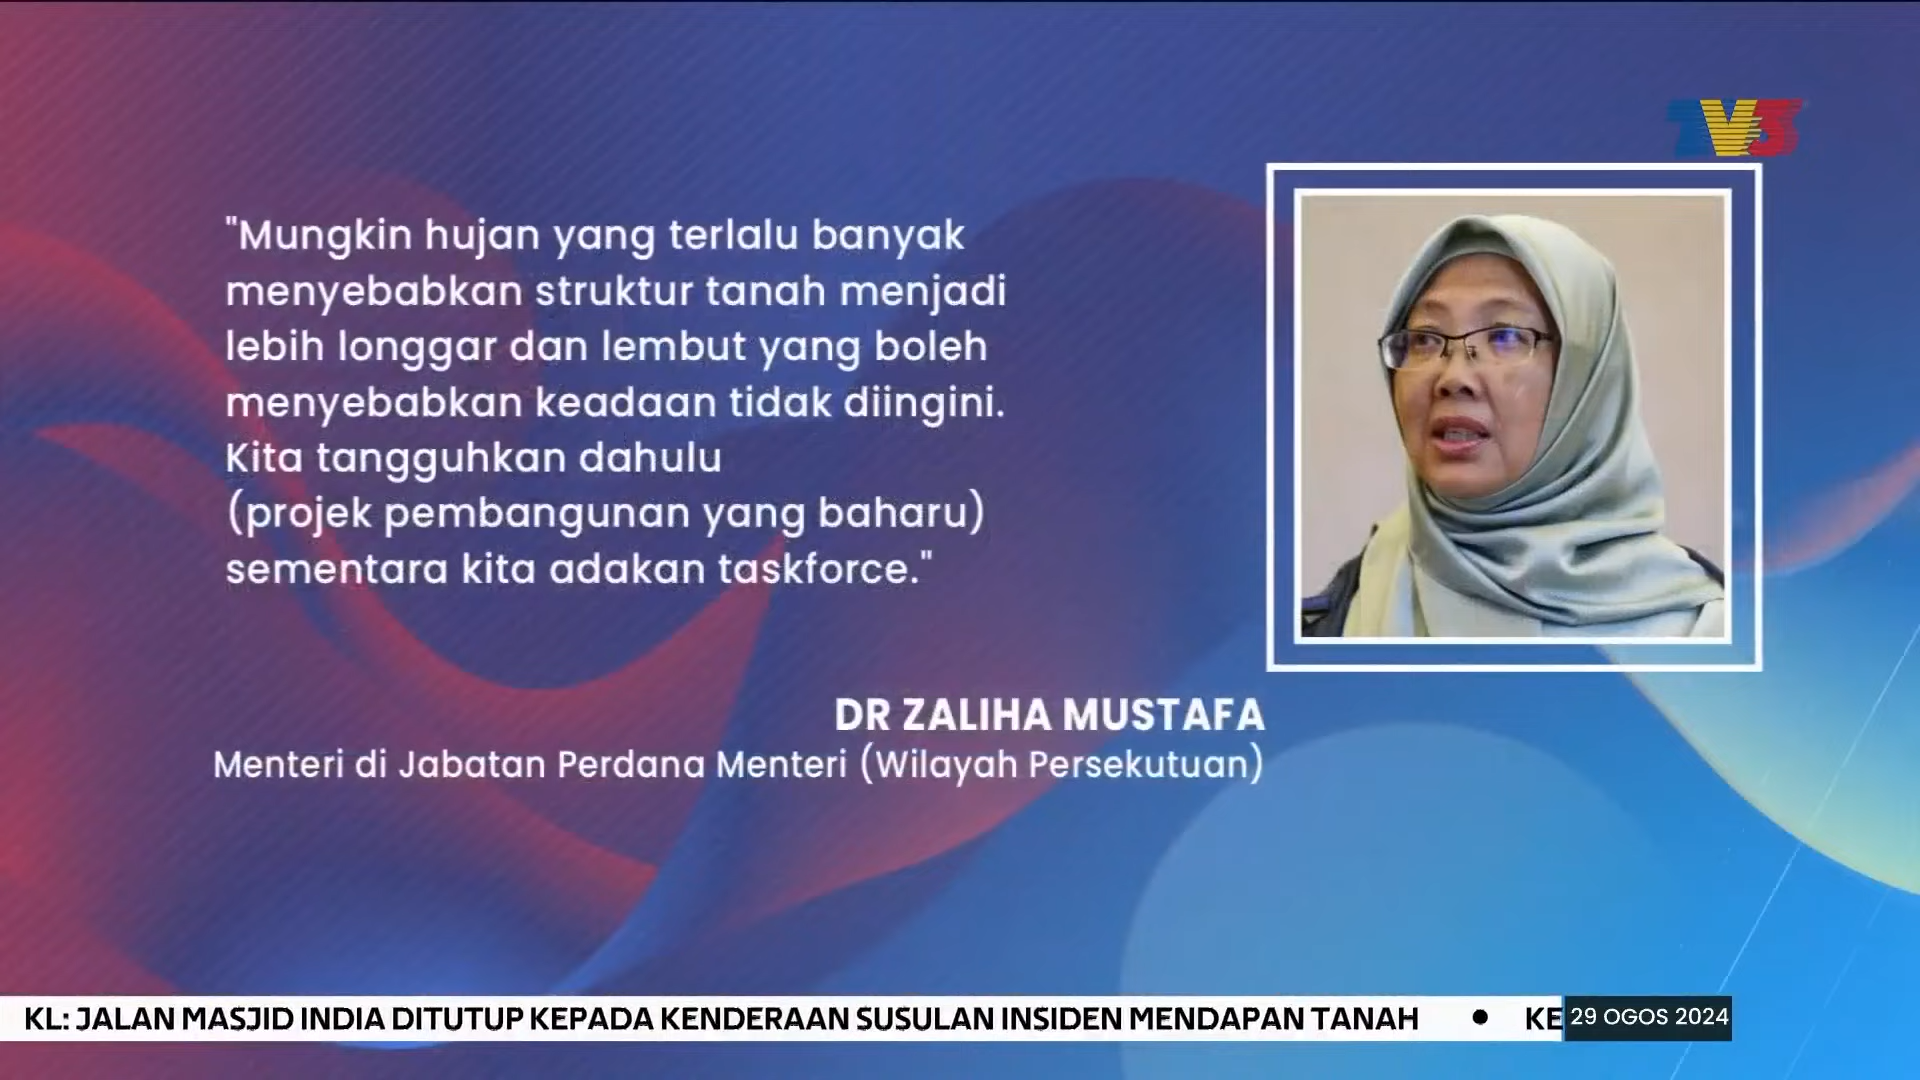 TV3
"Mungkin hujan yang terlalu banyak
menyebabkan struktur tanah menjadi
lebih longgar dan lembut yang boleh
menyebabkan keadaan tidak diingini.
Kita tangguhkan dahulu
(projek pembangunan yang baharu)
sementara kita adakan taskforce."
DR ZALIHA MUSTAFA
Menteri di Jabatan Perdana Menteri (Wilayah Persekutuan)
KL: JALAN MASJID INDIA DITUTUP KEPADA KENDERAAN SUSULAN INSIDEN MENDAPAN TANAH • KE
29 OGOS 2024